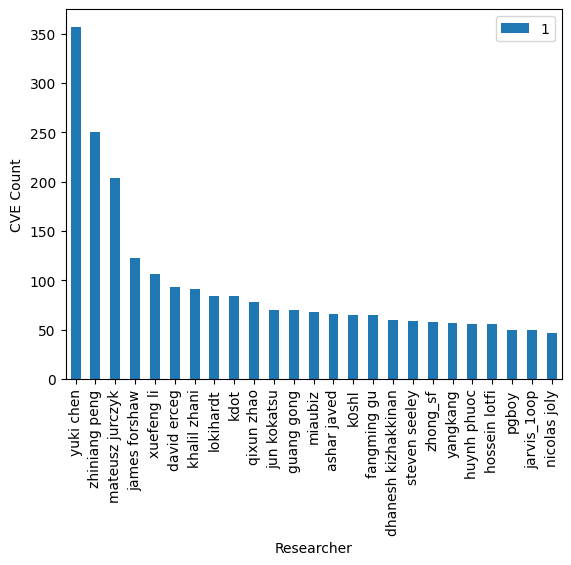 350
300
250
200
150
100
50
0
CVE Count
1
yuki chen
zhiniang peng
mateusz jurczyk
james forshaw
xuefeng li
david erceg
khalil zhani
lokihardt
kdot
qixun zhao
jun kokatsu
guang gong
miaubiz
ashar javed
k0shl
fangming gu
dhanesh kizhakkinan
steven seeley
zhong_sf
yangkang
huynh phuoc
hossein lotfi
pgboy
jarvis_1oop
nicolas joly
Researcher